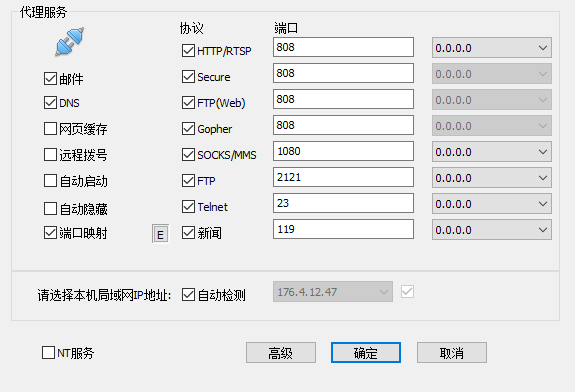 代理服务
协议 端口
HTTP/RTSP 808 0.0.0.0
邮件 Secure 808 0.0.0.0
DNS FTP(Web) 808 0.0.0.0
网页缓存 Gopher 808 0.0.0.0
远程拨号 SOCKS/MMS 1080 0.0.0.0
自动启动 FTP 2121 0.0.0.0
自动隐藏 Telnet 23 0.0.0.0
端口映射 E 新闻 119 0.0.0.0
请选择本机局域网IP地址: 自动检测 176.4.12.47
NT服务 高级 确定 取消